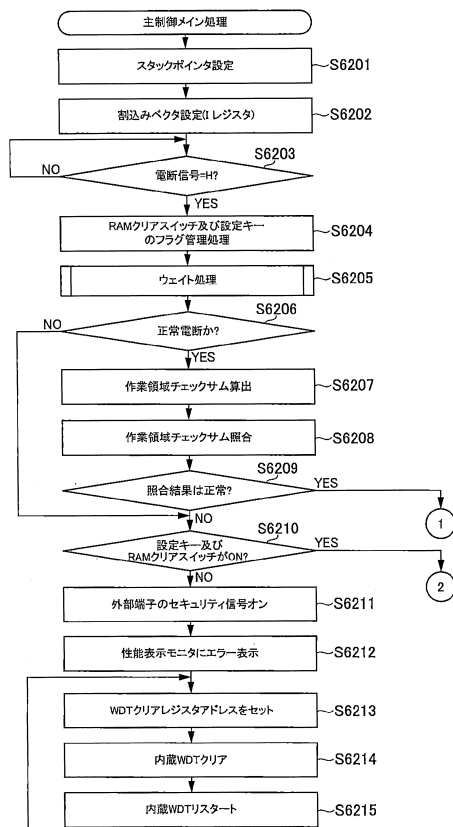 主制御メイン処理
スタックポインタ設定
S6201
割込みベクタ設定(I レジスタ)
S6202
S6203
NO
電断信号=H?
YES
RAMクリアスイッチ及び設定キー
のフラグ管理処理
S6204
ウェイト処理
S6205
S6206
NO
正常電断か?
YES
作業領域チェックサム算出
S6207
作業領域チェックサム照合
S6208
S6209
照合結果は正常?
YES
NO
1
S6210
設定キー及び
RAMクリアスイッチがON?
YES
NO
2
外部端子のセキュリティ信号オン
S6211
性能表示モニタにエラー表示
S6212
WDTクリアレジスタアドレスをセット
S6213
内蔵WDTクリア
S6214
内蔵WDTリスタート
S6215